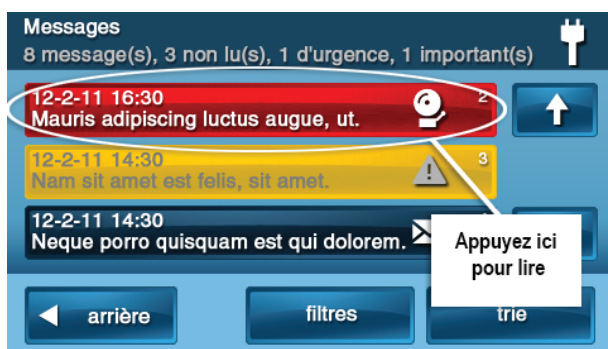 Messages
8 message(s), 3 non lu(s), 1 d'urgence, 1 important(s)
12-2-11 16:30
2
Mauris adipiscing luctus augue, ut.
12-2-11 14:30
3
Nam sit amet est felis, sit amet.
12-2-11 14:30
Neque porro quisquam est qui dolorem.
Appuyez ici
pour lire
arrière
filtres
trie